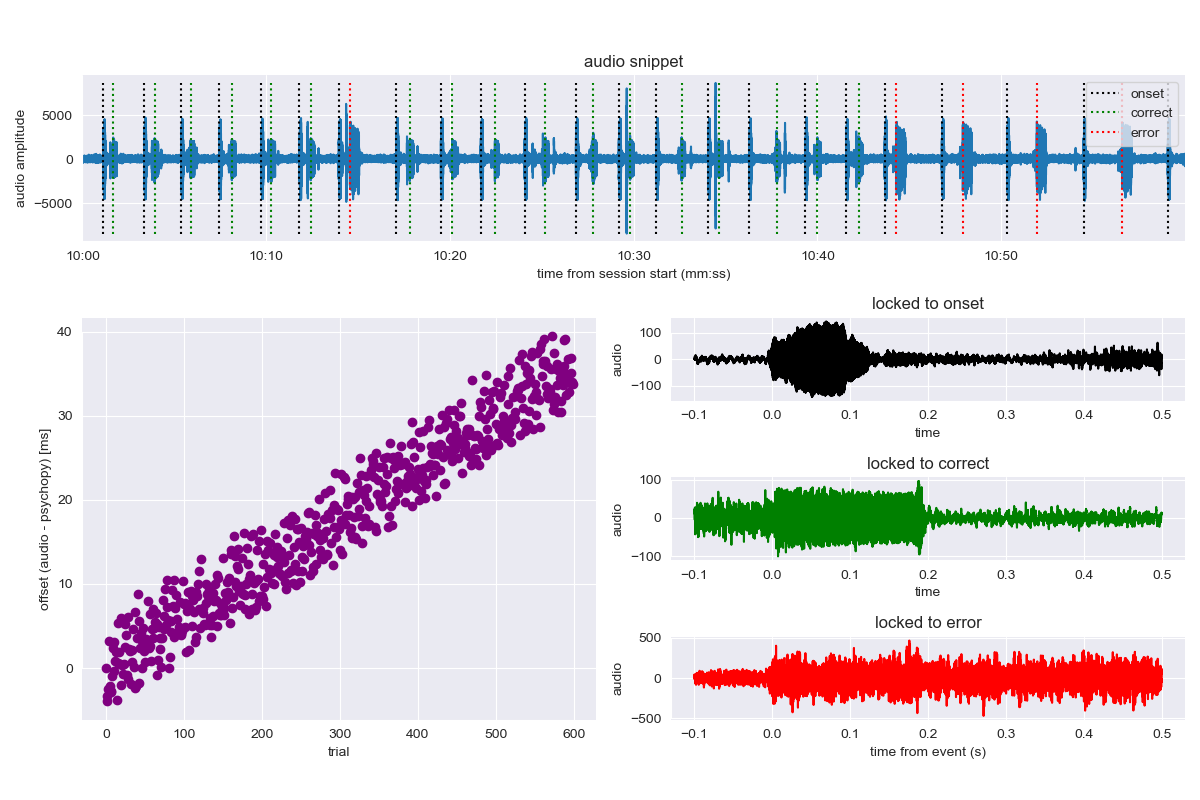 audio snippet
audio amplitude
5000
0
−5000
onset
correct
error
10:00 10:10 10:20 10:30 10:40 10:50
time from session start (mm:ss)
offset (audio - psychopy) [ms]
40
30
20
10
0
0 100 200 300 400 500 600
trial
locked to onset
audio
100
0
−100
−0.1 0.0 0.1 0.2 0.3 0.4 0.5
time
locked to correct
audio
100
0
−100
−0.1 0.0 0.1 0.2 0.3 0.4 0.5
time
locked to error
audio
500
0
−500
−0.1 0.0 0.1 0.2 0.3 0.4 0.5
time from event (s)